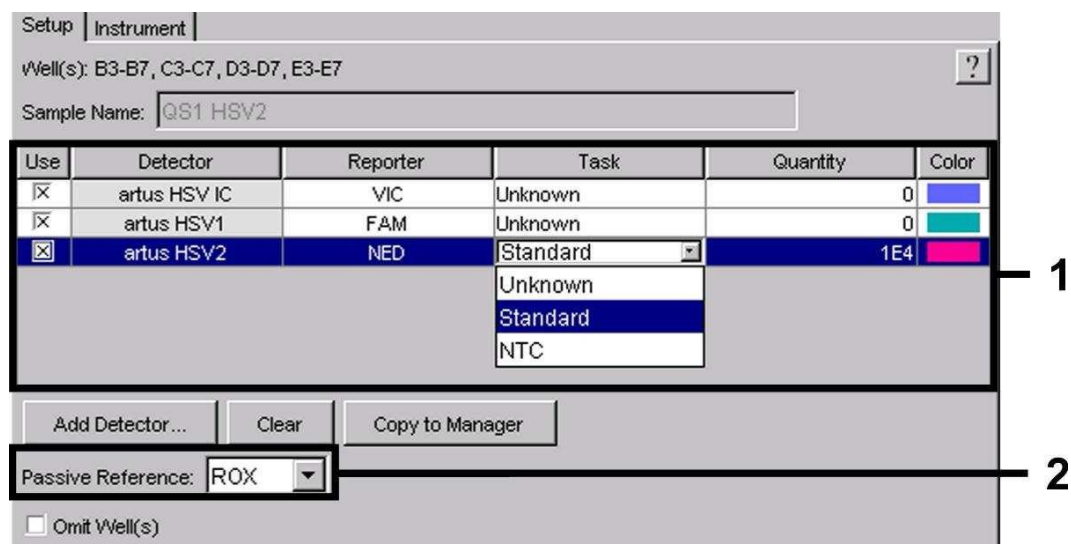 Setup Instrument
Well(s): B3-B7, C3-C7, D3-D7, E3-E7 ?
Sample Name: QS1 HSV2
Use Detector Reporter Task Quantity Color
artus HSV IC VIC Unknown 0
artus HSV1 FAM Unknown 0
artus HSV2 NED Standard 1E4
Unknown
Standard
NTC
1
Add Detector... Clear Copy to Manager
Passive Reference: ROX
2
Omit Well(s)